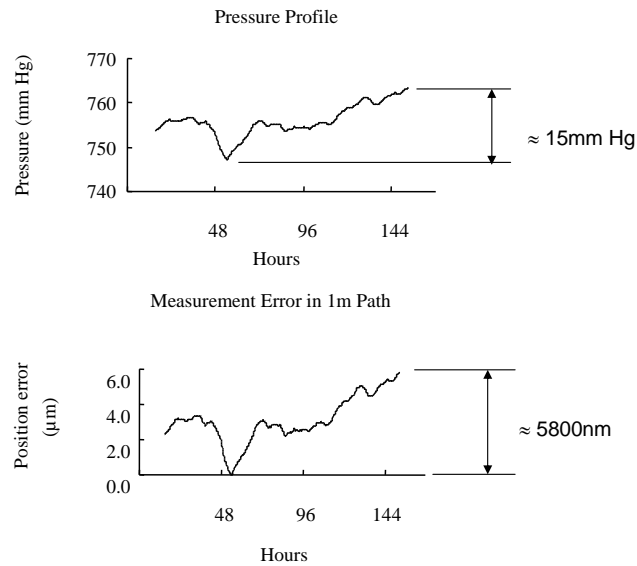 Pressure Profile
770
760
750
740
Pressure (mm Hg)
≈ 15mm Hg
48 96 144
Hours
Measurement Error in 1m Path
6.0
4.0
2.0
0.0
Position error
(µm)
≈ 5800nm
48 96 144
Hours